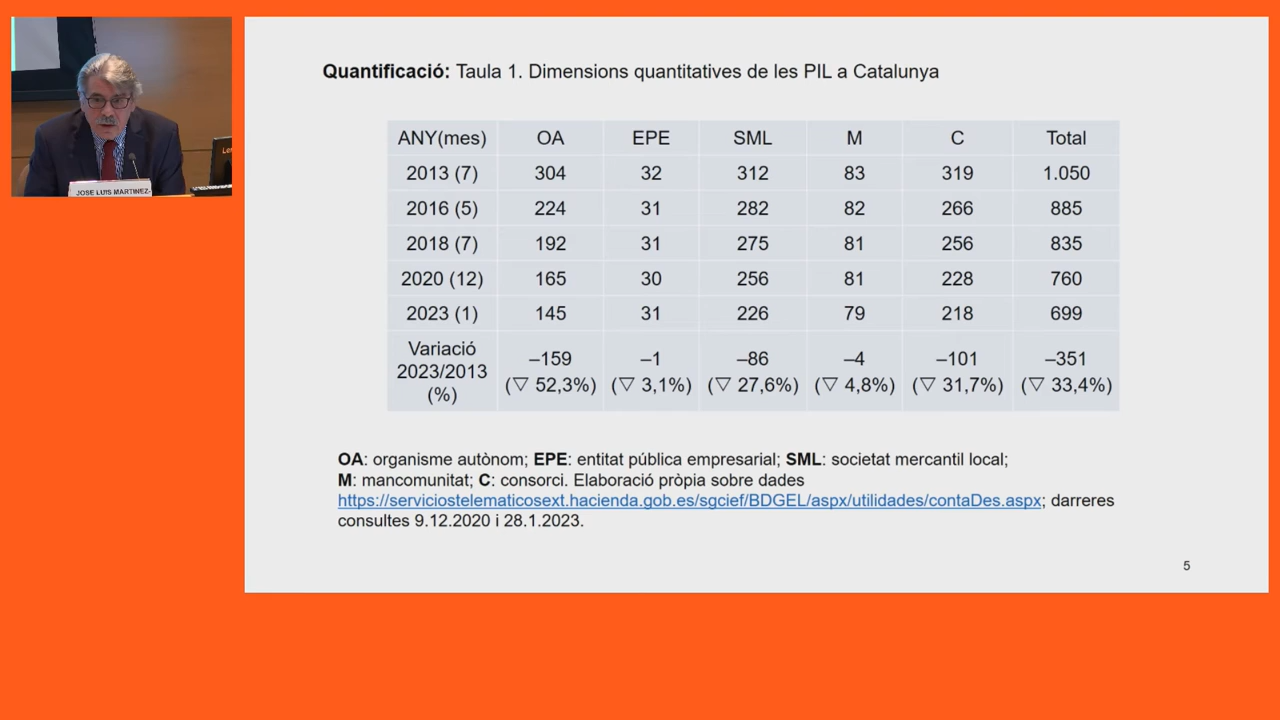 JOSE LUIS MARTINEZ-
Quantificació: Taula 1. Dimensions quantitatives de les PIL a Catalunya
ANY(mes) OA EPE SML M C Total
2013 (7) 304 32 312 83 319 1.050
2016 (5) 224 31 282 82 266 885
2018 (7) 192 31 275 81 256 835
2020 (12) 165 30 256 81 228 760
2023 (1) 145 31 226 79 218 699
Variació
2023/2013
(%)
–159 –1 –86 –4 –101 –351
(▽ 52,3%) (▽ 3,1%) (▽ 27,6%) (▽ 4,8%) (▽ 31,7%) (▽ 33,4%)
OA: organisme autònom; EPE: entitat pública empresarial; SML: societat mercantil local;
M: mancomunitat; C: consorci. Elaboració pròpia sobre dades
https://serviciostelematicosext.hacienda.gob.es/sgcief/BDGEL/aspx/utilidades/contaDes.aspx; darreres
consultes 9.12.2020 i 28.1.2023.
5